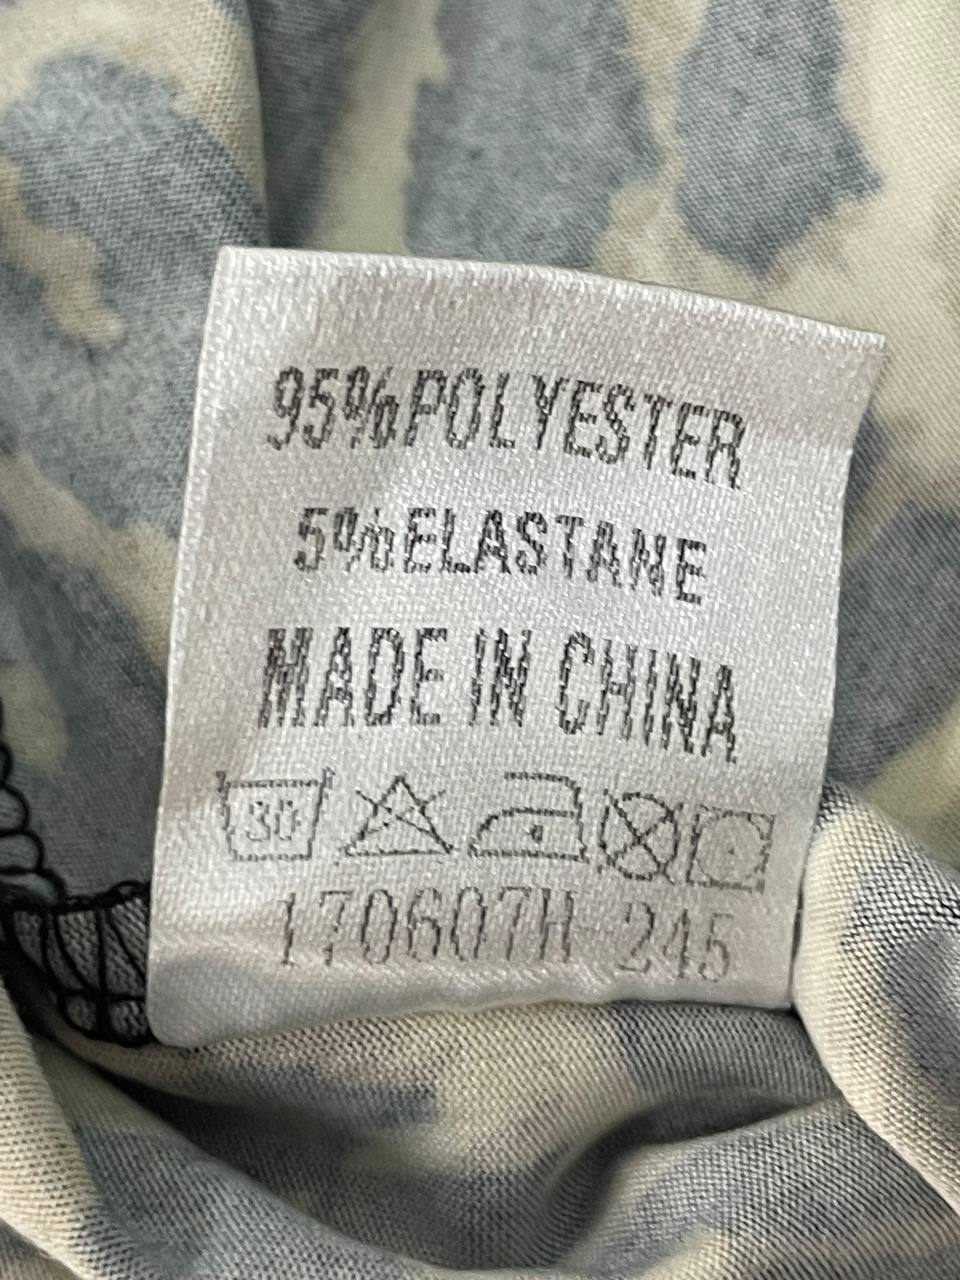 95%POLYESTER
5%ELASTANE
MADE IN CHINA
30
170607H 245